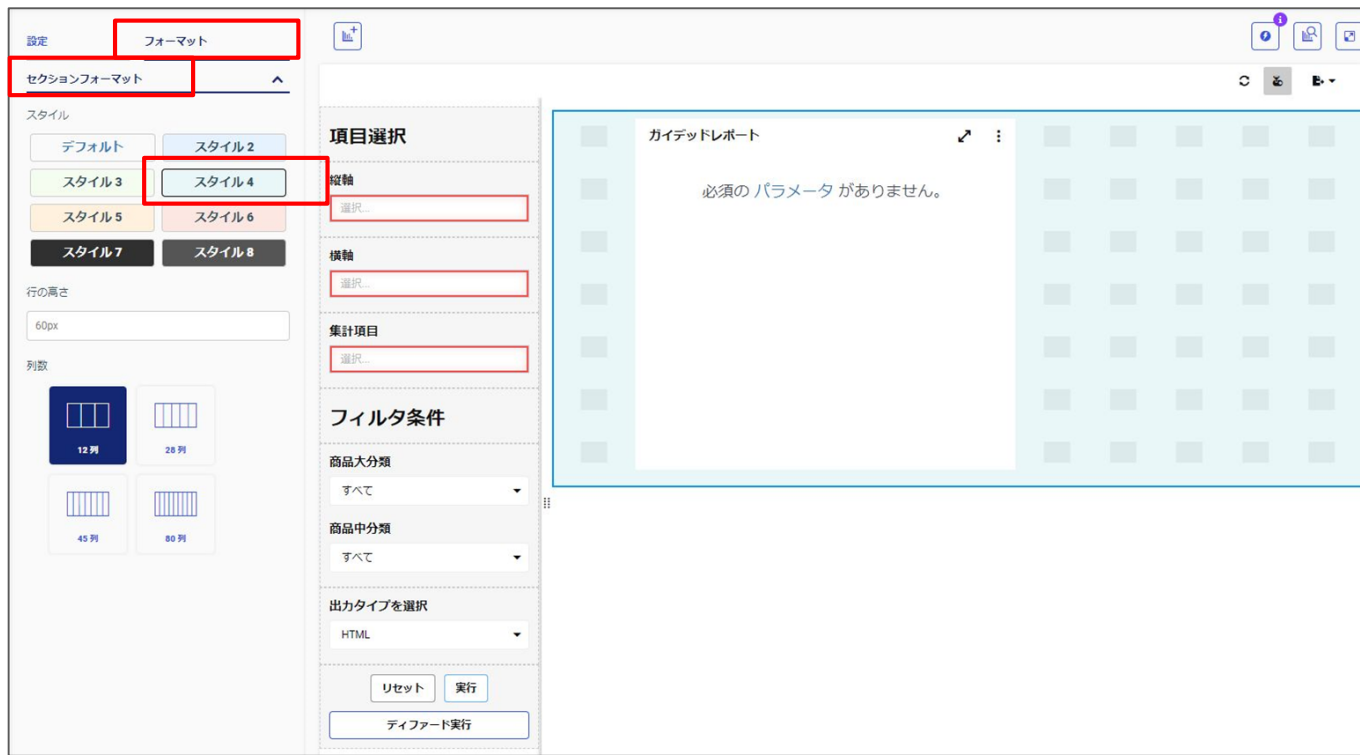 設定
フォーマット
セクションフォーマット
スタイル
デフォルト
スタイル 2
スタイル 3
スタイル 4
スタイル 5
スタイル 6
スタイル 7
スタイル 8
行の高さ
60px
列数
12 列
28 列
45 列
80 列
項目選択
縦軸
選択...
横軸
選択...
集計項目
選択...
フィルタ条件
商品大分類
すべて
商品中分類
すべて
出力タイプを選択
HTML
リセット
実行
ディファード実行
i
ガイデッドレポート
必須の パラメータ がありません。